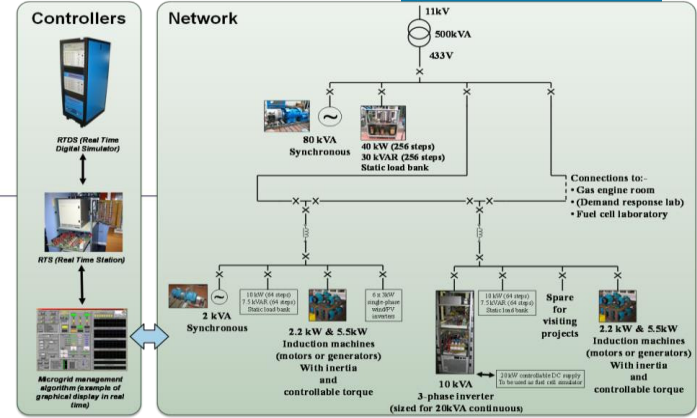 Controllers
RTDS (Real Time
Digital Simulator)
RTS (Real Time Station)
Microgrid management
algorithm (example of
graphical display in real
time)
Network
11kV
500kVA
433V
80 kVA
Synchronous
40 kW (256 steps)
30 kVAR (256 steps)
Static load bank
Connections to:-
• Gas engine room
• (Demand response lab)
• Fuel cell laboratory
2 kVA
Synchronous
10 kW (64 steps)
7.5 kVAR (64 steps)
Static load bank
2.2 kW & 5.5kW
Induction machines
(motors or generators)
With inertia
and
controllable torque
6 x 3kW
single-phase
wind/PV
inverters
10 kVA
3-phase inverter
(sized for 20kVA continuous)
10 kW (64 steps)
7.5 kVAR (64 steps)
Static load bank
20 kW controllable DC supply
To be used as fuel cell simulator
Spare
for
visiting
projects
2.2 kW & 5.5kW
Induction machines
(motors or generators)
With inertia
and
controllable torque